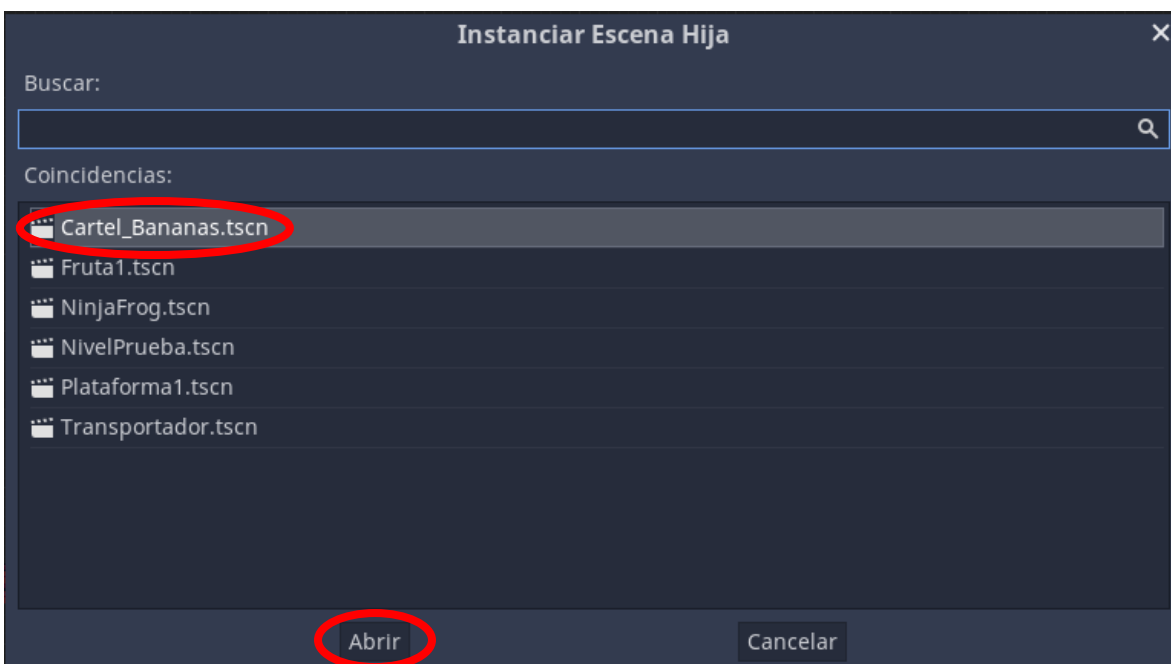 Instanciar Escena Hija
Buscar:
Coincidencias:
Cartel_Bananas.tscn
Fruta1.tscn
NinjaFrog.tscn
NivelPrueba.tscn
Plataforma1.tscn
Transportador.tscn
Abrir Cancelar